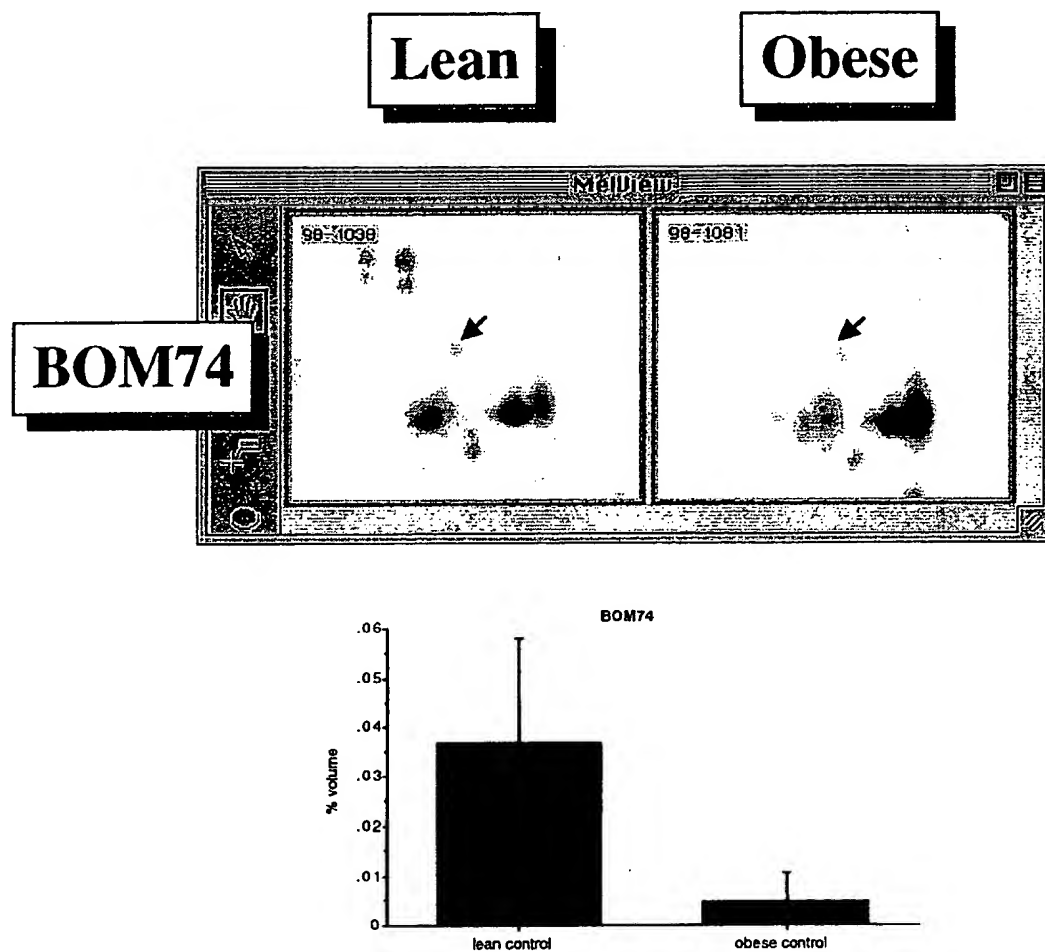 Lean
Obese
MelView
98-1038
98-1081
BOM74
BOM74
.06
.05
.04
.03
.02
.01
0
% volume
lean control
obese control